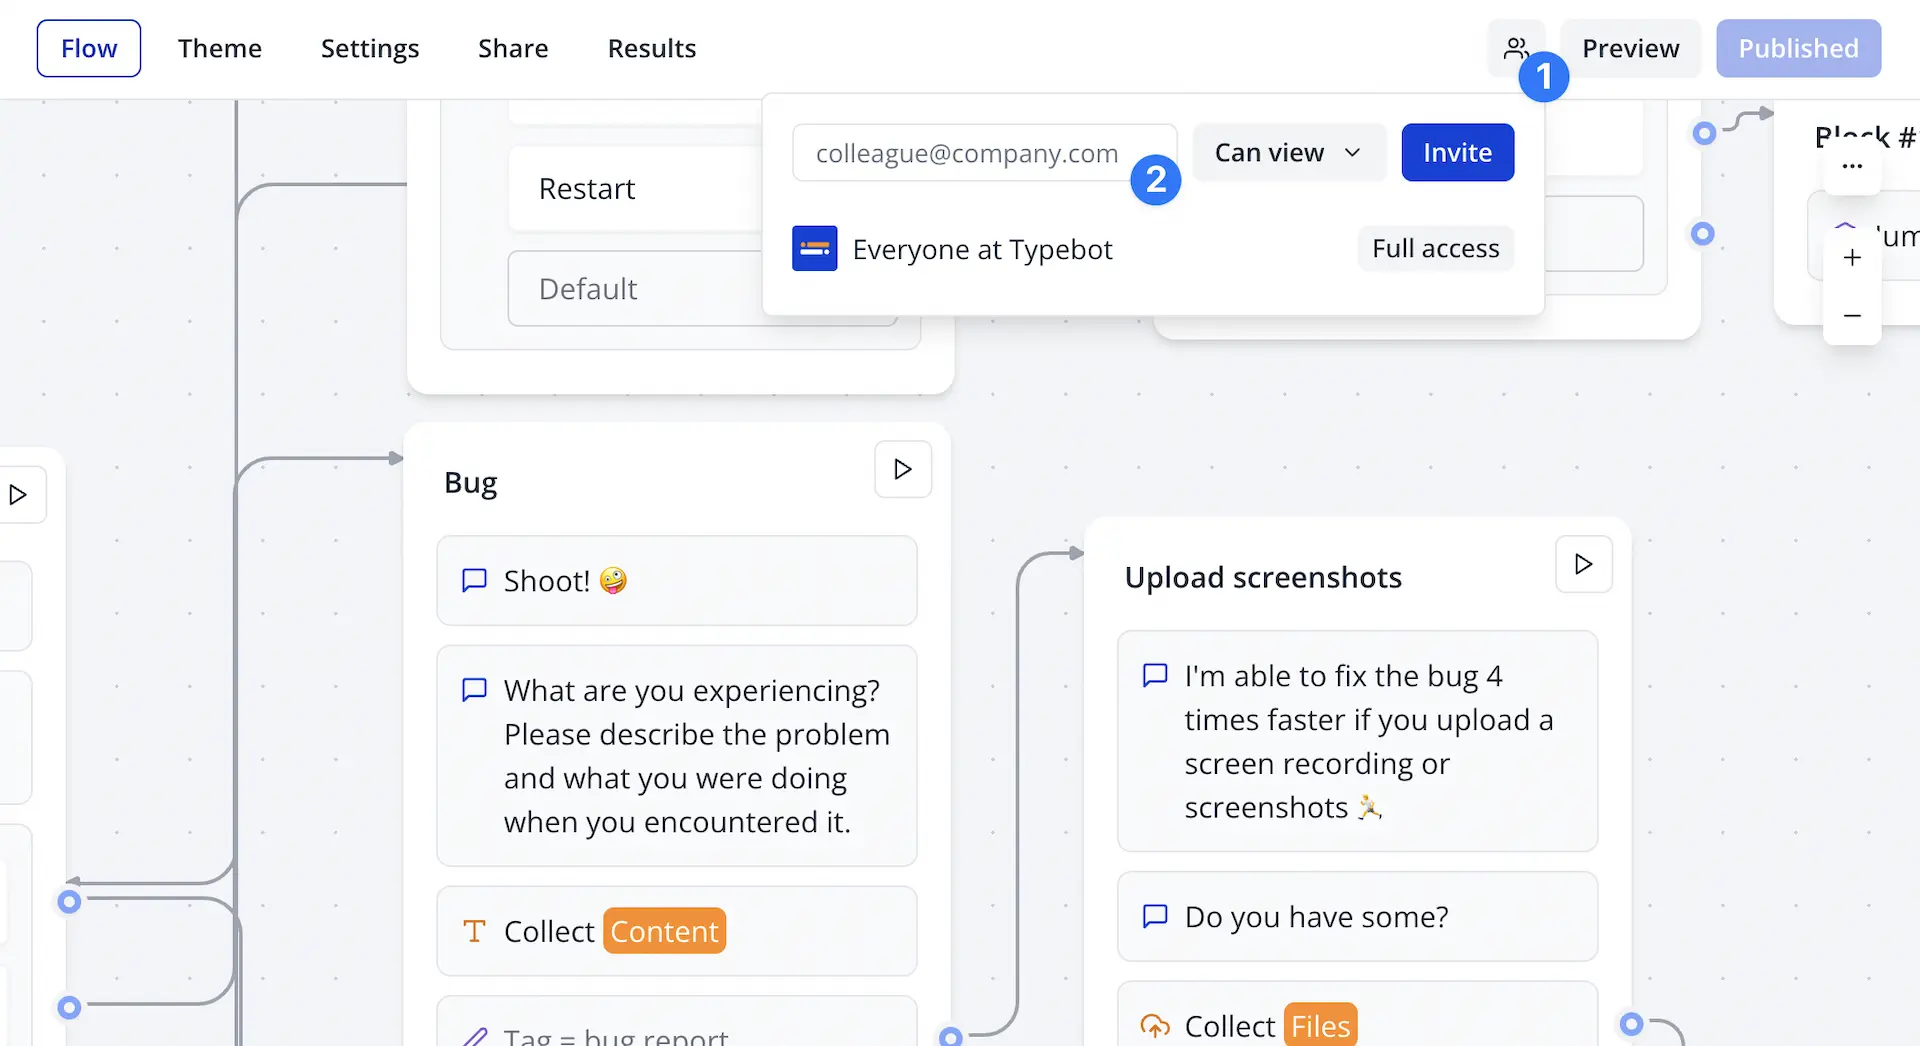 Flow Theme Settings Share Results Preview Published
1
colleague@company.com Can view Invite
2
Everyone at Typebot Full access
Restart
Default
Block #
Bug
Shoot! 🤪
What are you experiencing?
Please describe the problem
and what you were doing
when you encountered it.
Collect Content
Tag = bug report
Upload screenshots
I'm able to fix the bug 4
times faster if you upload a
screen recording or
screenshots 🏃
Do you have some?
Collect Files